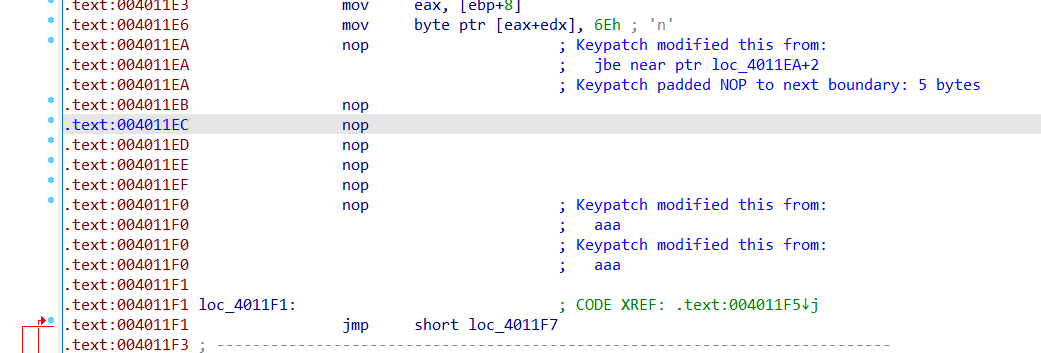 .text:004011E3 mov eax, [ebp+8]
.text:004011E6 mov byte ptr [eax+edx], 6Eh ; 'n'
.text:004011EA nop ; Keypatch modified this from:
.text:004011EA ; jbe near ptr loc_4011EA+2
.text:004011EA ; Keypatch padded NOP to next boundary: 5 bytes
.text:004011EB nop
.text:004011EC nop
.text:004011ED nop
.text:004011EE nop
.text:004011EF nop
.text:004011F0 nop ; Keypatch modified this from:
.text:004011F0 ; aaa
.text:004011F0 ; Keypatch modified this from:
.text:004011F0 ; aaa
.text:004011F1
.text:004011F1 loc_4011F1: ; CODE XREF: .text:004011F5↓j
.text:004011F1 jmp short loc_4011F7
.text:004011F3 ; ---------------------------------------------------------------------------